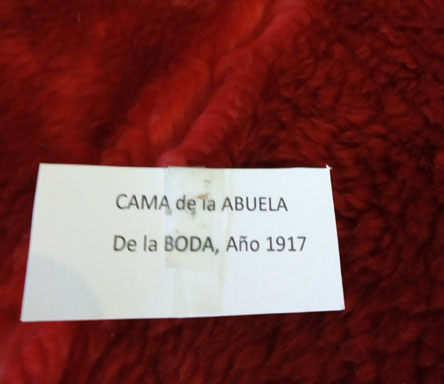 CAMA de la ABUELA
De la BODA, Año 1917